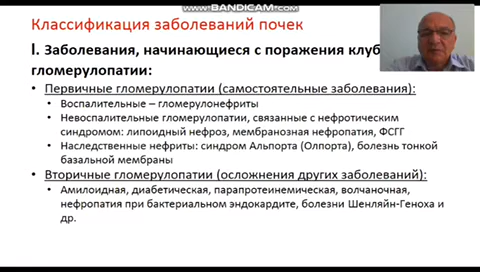 www.BANDICAM.com
Классификация заболеваний почек
I. Заболевания, начинающиеся с поражения клуб
гломерулопатии:
• Первичные гломерулопатии (самостоятельные заболевания):
• Воспалительные – гломерулонефриты
• Невоспалительные гломерулопатии, связанные с нефротическим
синдромом: липоидный нефроз, мембранозная нефропатия, ФСГГ
• Наследственные нефриты: синдром Альпорта (Олпорта), болезнь тонкой
базальной мембраны
• Вторичные гломерулопатии (осложнения других заболеваний):
• Амилоидная, диабетическая, парапротеинемическая, волчаночная,
нефропатия при бактериальном эндокардите, болезни Шенляйн-Геноха и
др.